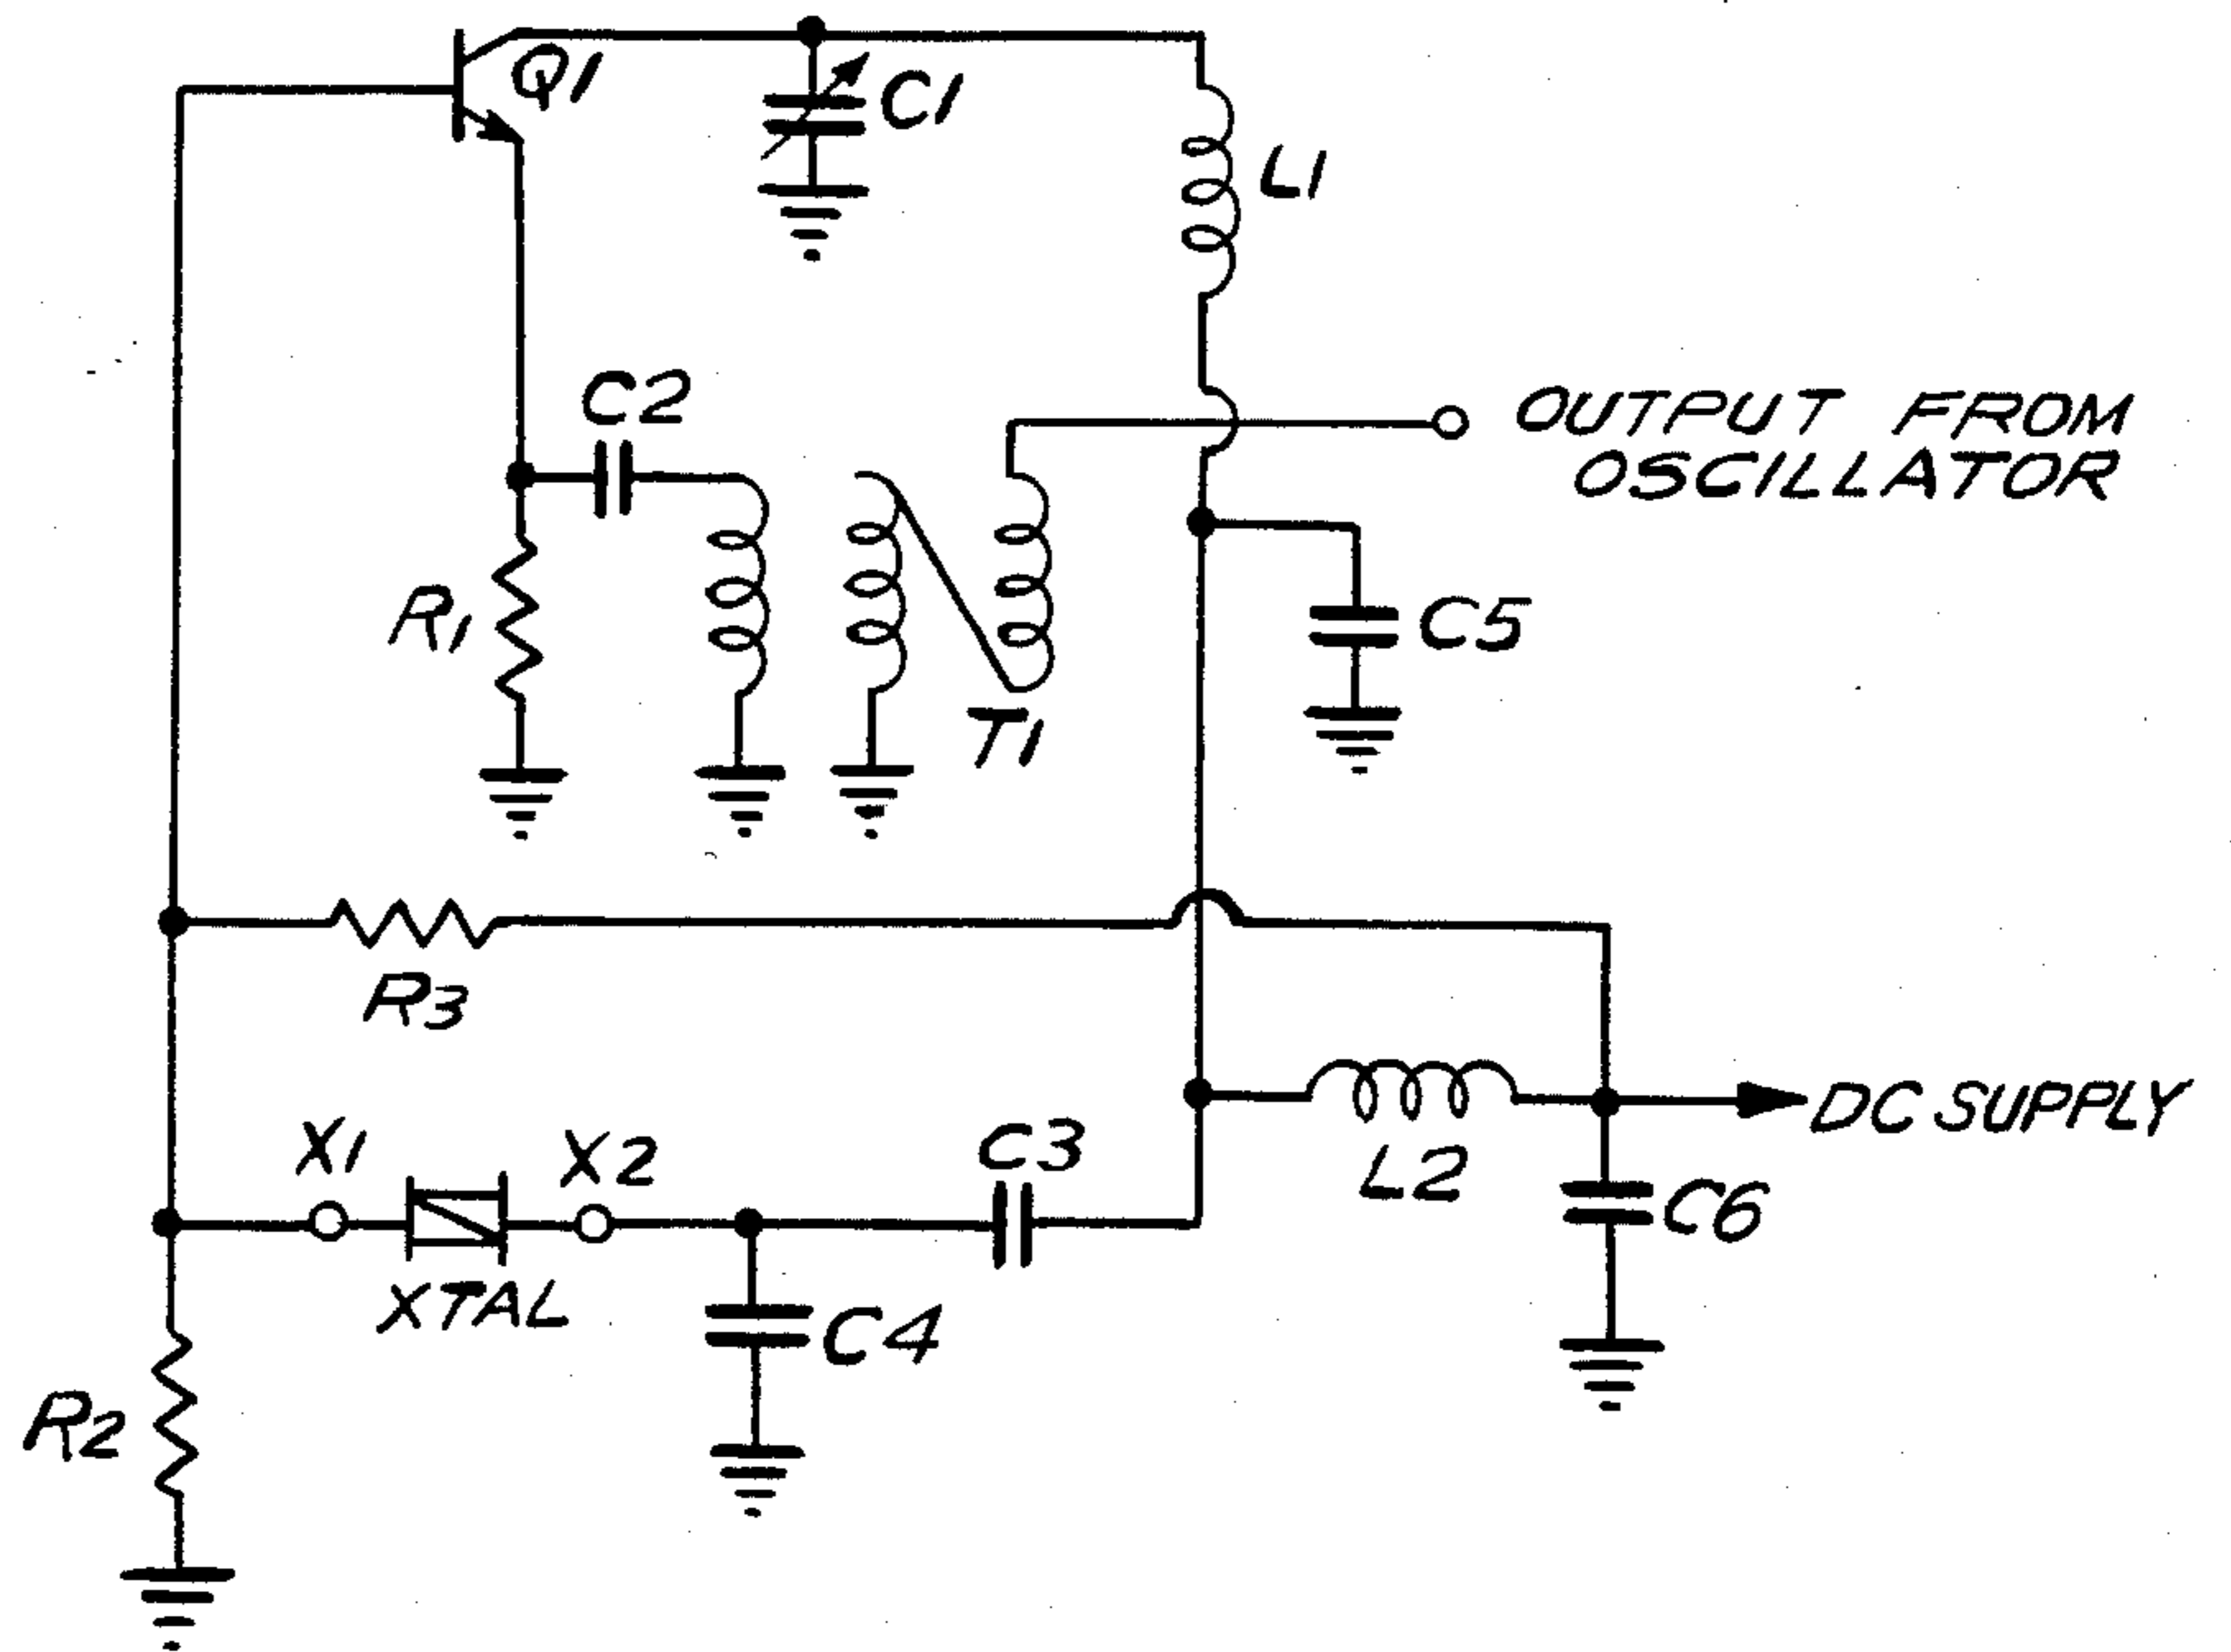 Q1
C1
L1
C2
OUTPUT FROM
OSCILLATOR
R1
C5
T1
R3
X1
X2
C3
L2
DC SUPPLY
C6
XTAL
C4
R2